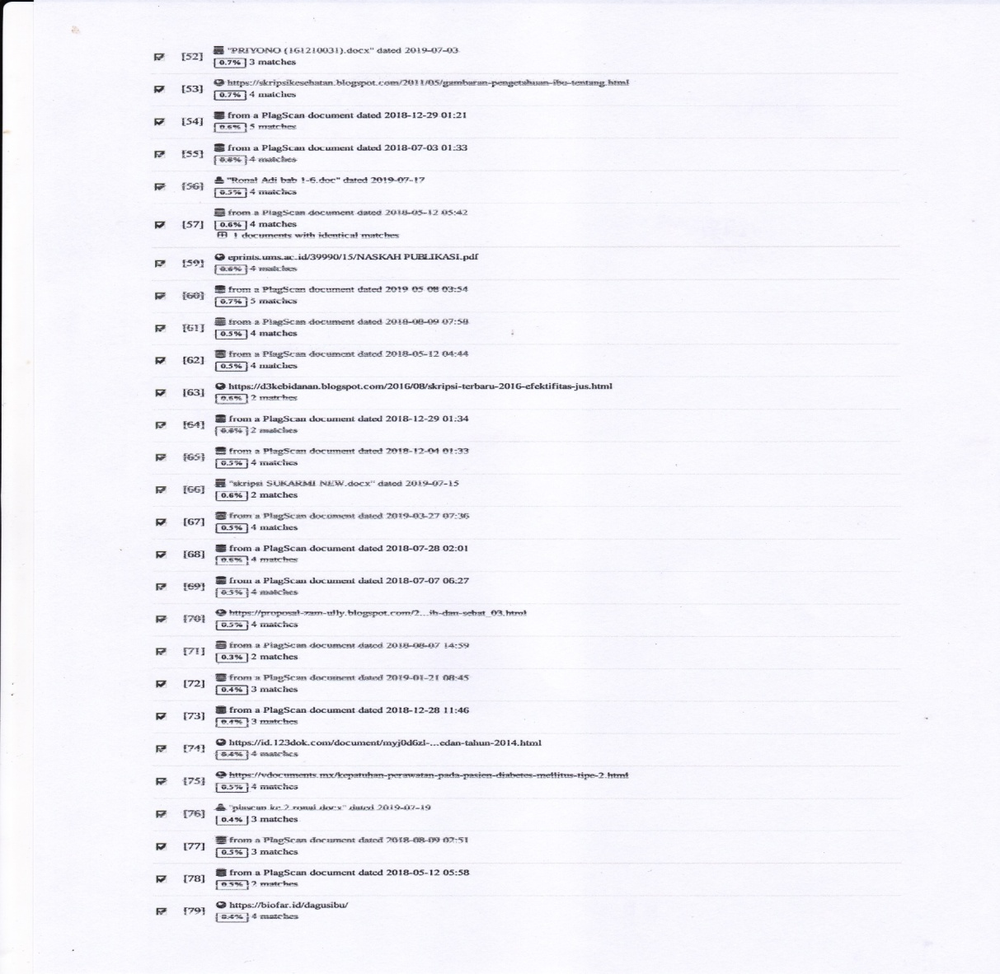 [52] "PRIYONO (161210031).docx" dated 2019-07-03
0.7% 3 matches
[53] https://skripsikesehatan.blogspot.com/2011/05/gambaran-pengetahuan-ibu-tentang.html
0.7% 4 matches
[54] from a PlagScan document dated 2018-12-29 01:21
0.6% 5 matches
[55] from a PlagScan document dated 2018-07-03 01:33
0.6% 4 matches
[56] "Ronal Adi bab 1-6.doc" dated 2019-07-17
0.5% 4 matches
[57] from a PlagScan document dated 2018-05-12 05:42
0.6% 4 matches
1 documents with identical matches
[59] eprints.ums.ac.id/39990/15/NASKAH PUBLIKASI.pdf
0.6% 4 matches
[60] from a PlagScan document dated 2019-05-08 03:54
0.7% 5 matches
[61] from a PlagScan document dated 2018-08-09 07:58
0.5% 4 matches
[62] from a PlagScan document dated 2018-05-12 04:44
0.5% 4 matches
[63] https://d3kebidanan.blogspot.com/2016/08/skripsi-terbaru-2016-efektifitas-jus.html
0.6% 2 matches
[64] from a PlagScan document dated 2018-12-29 01:34
0.6% 2 matches
[65] from a PlagScan document dated 2018-12-04 01:33
0.5% 4 matches
[66] "skripsi SUKARMI NEW.docx" dated 2019-07-15
0.6% 2 matches
[67] from a PlagScan document dated 2019-03-27 07:36
0.5% 4 matches
[68] from a PlagScan document dated 2018-07-28 02:01
0.6% 4 matches
[69] from a PlagScan document dated 2018-07-07 06:27
0.5% 4 matches
[70] https://proposal-zam-ully.blogspot.com/2...ib-dan-sebat_03.html
0.5% 4 matches
[71] from a PlagScan document dated 2018-08-07 14:59
0.3% 2 matches
[72] from a PlagScan document dated 2019-01-21 08:45
0.4% 3 matches
[73] from a PlagScan document dated 2018-12-28 11:46
0.4% 3 matches
[74] https://id.123dok.com/document/myj0d6zl-...edan-tahun-2014.html
0.4% 4 matches
[75] https://vdocuments.mx/kepatuhan-perawatan-pada-pasien-diabetes-mellitus-tipe-2.html
0.5% 4 matches
[76] "plascan ke 2 ronal.docx" dated 2019-07-19
0.4% 3 matches
[77] from a PlagScan document dated 2018-08-09 02:51
0.5% 3 matches
[78] from a PlagScan document dated 2018-05-12 05:58
0.5% 2 matches
[79] https://biofar.id/dagusibu/
0.4% 4 matches